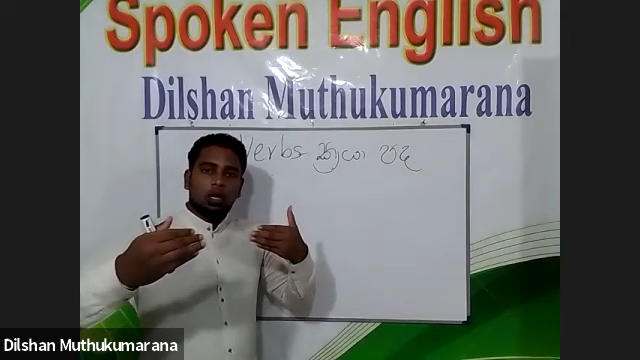 Spoken English
Dilshan Muthukumarana
Verbs ක්‍රියා පද
Dilshan Muthukumarana